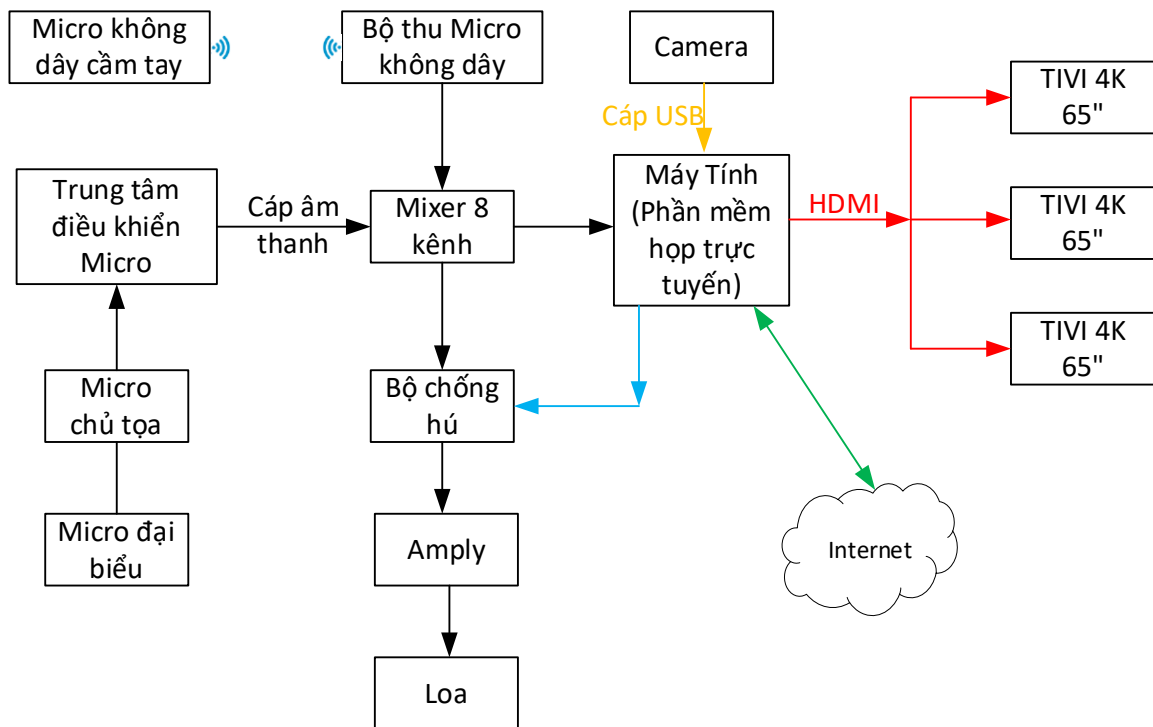 Micro không
dây cầm tay
Bộ thu Micro
không dây
Camera
TIVI 4K
65"
Cáp USB
Trung tâm
điều khiển
Micro
Cáp âm
thanh
Mixer 8
kênh
Máy Tính
(Phần mềm
họp trực
tuyến)
HDMI
TIVI 4K
65"
TIVI 4K
65"
Micro
chủ tọa
Bộ chống
hú
Micro đại
biểu
Amply
Internet
Loa